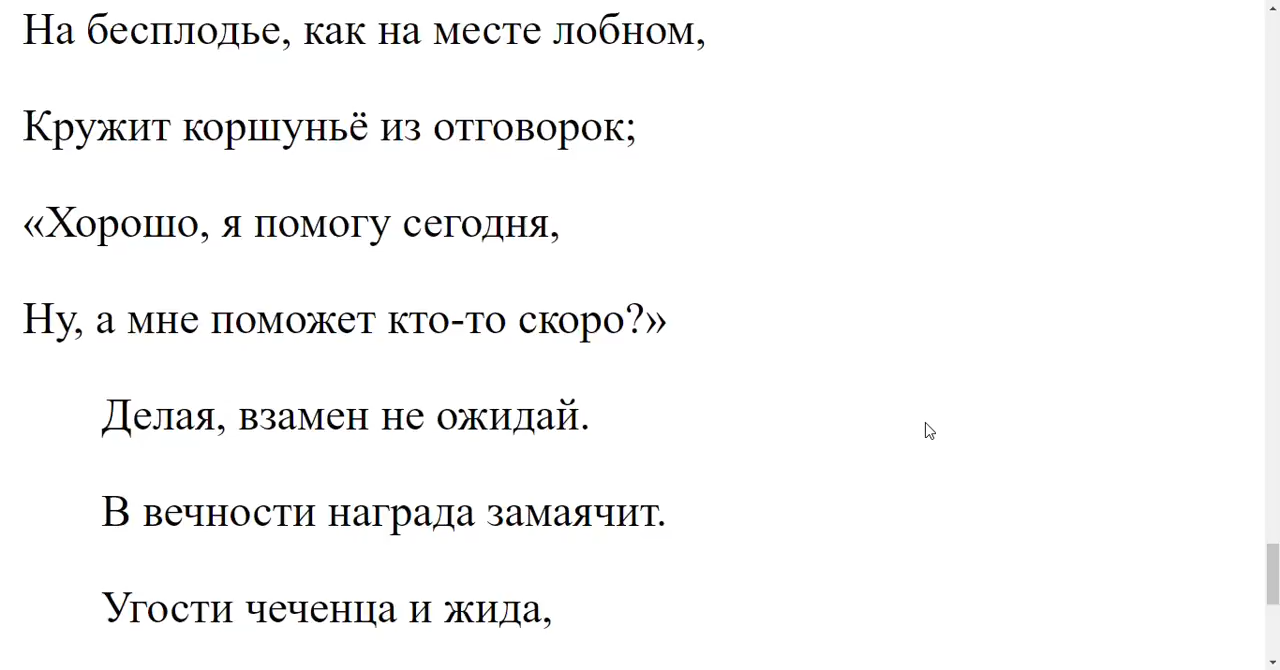 На бесплодье, как на месте лобном,
Кружит коршуньё из отговорок;
«Хорошо, я помогу сегодня,
Ну, а мне поможет кто-то скоро?»
Делая, взамен не ожидай.
В вечности награда замаячит.
Угости чеченца и жида,